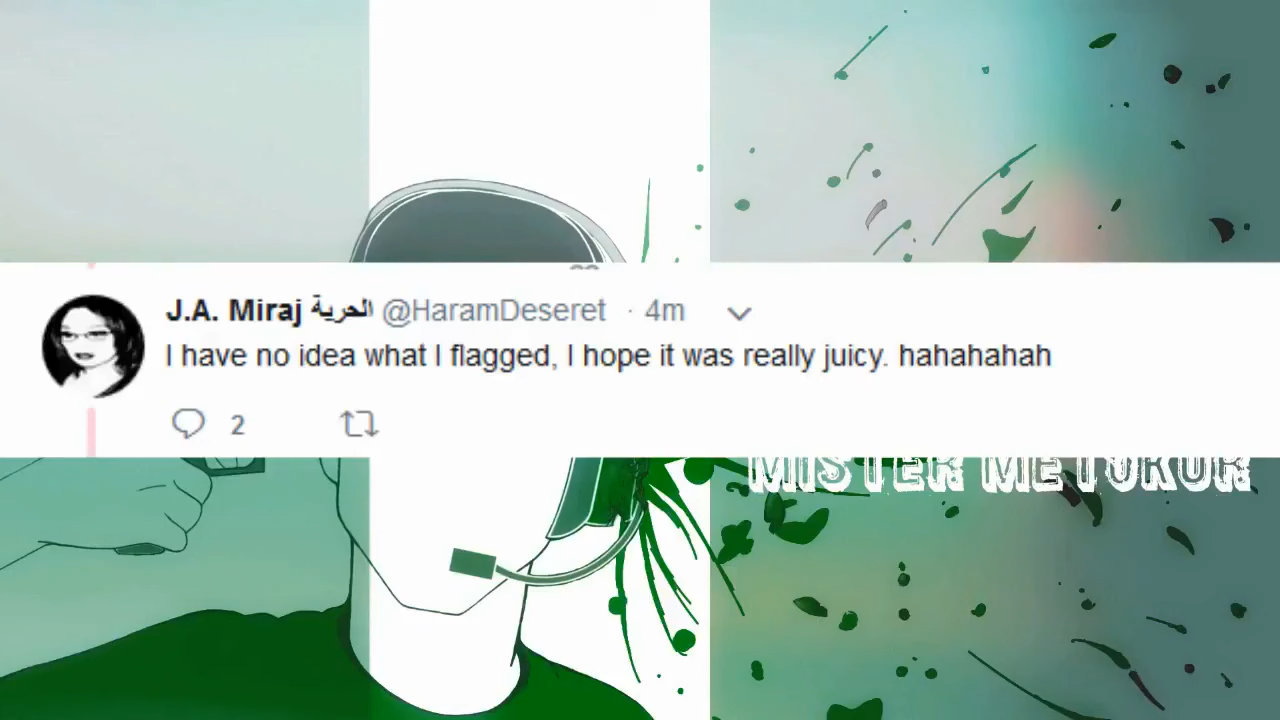 J.A. Miraj الحرية @HaramDeseret · 4m
I have no idea what I flagged, I hope it was really juicy. hahahahah
2
MISTER METOKUR